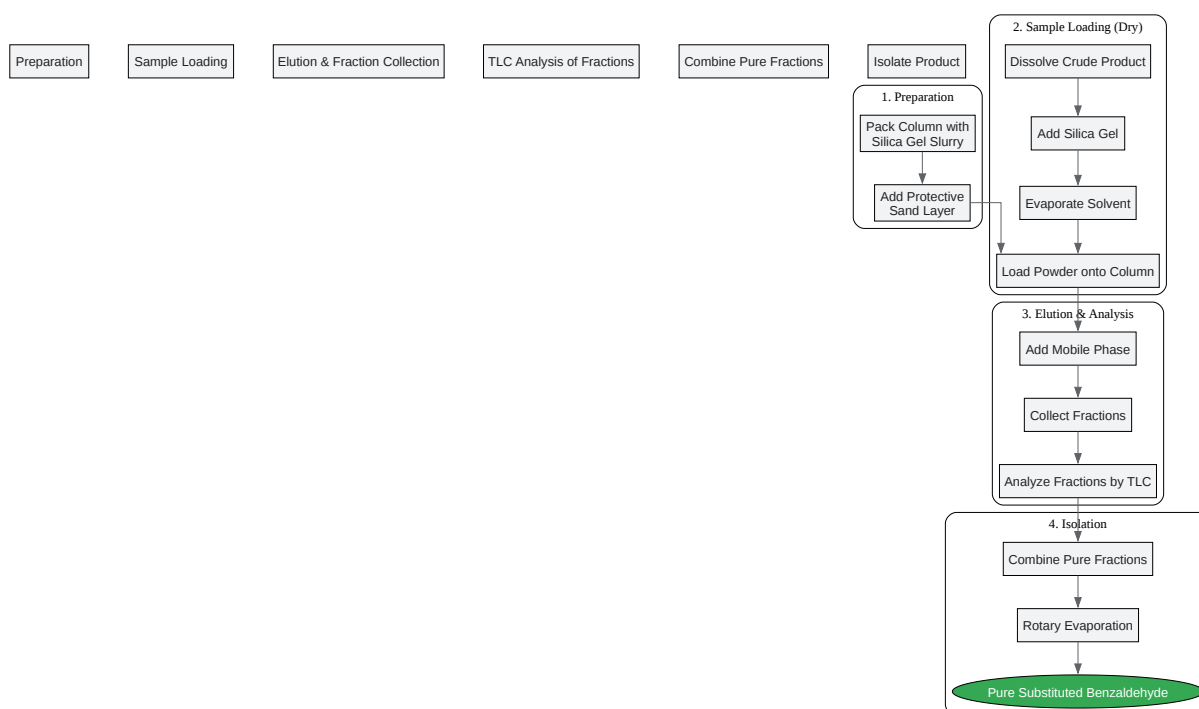 Preparation
Sample Loading
Elution & Fraction Collection
TLC Analysis of Fractions
Combine Pure Fractions
Isolate Product
1. Preparation
Pack Column with
Silica Gel Slurry
Add Protective
Sand Layer
2. Sample Loading (Dry)
Dissolve Crude Product
Add Silica Gel
Evaporate Solvent
Load Powder onto Column
3. Elution & Analysis
Add Mobile Phase
Collect Fractions
Analyze Fractions by TLC
4. Isolation
Combine Pure Fractions
Rotary Evaporation
Pure Substituted Benzaldehyde